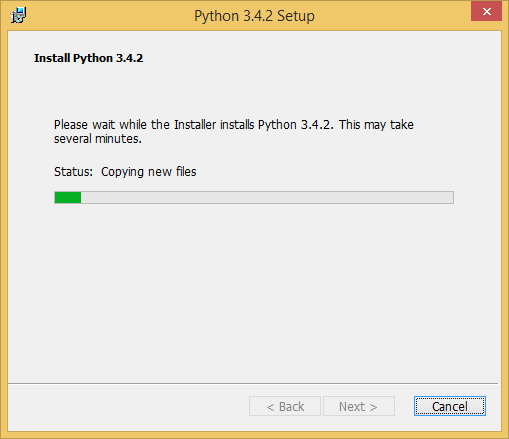 Python 3.4.2 Setup
Install Python 3.4.2
Please wait while the Installer installs Python 3.4.2. This may take
several minutes.
Status: Copying new files
< Back Next > Cancel